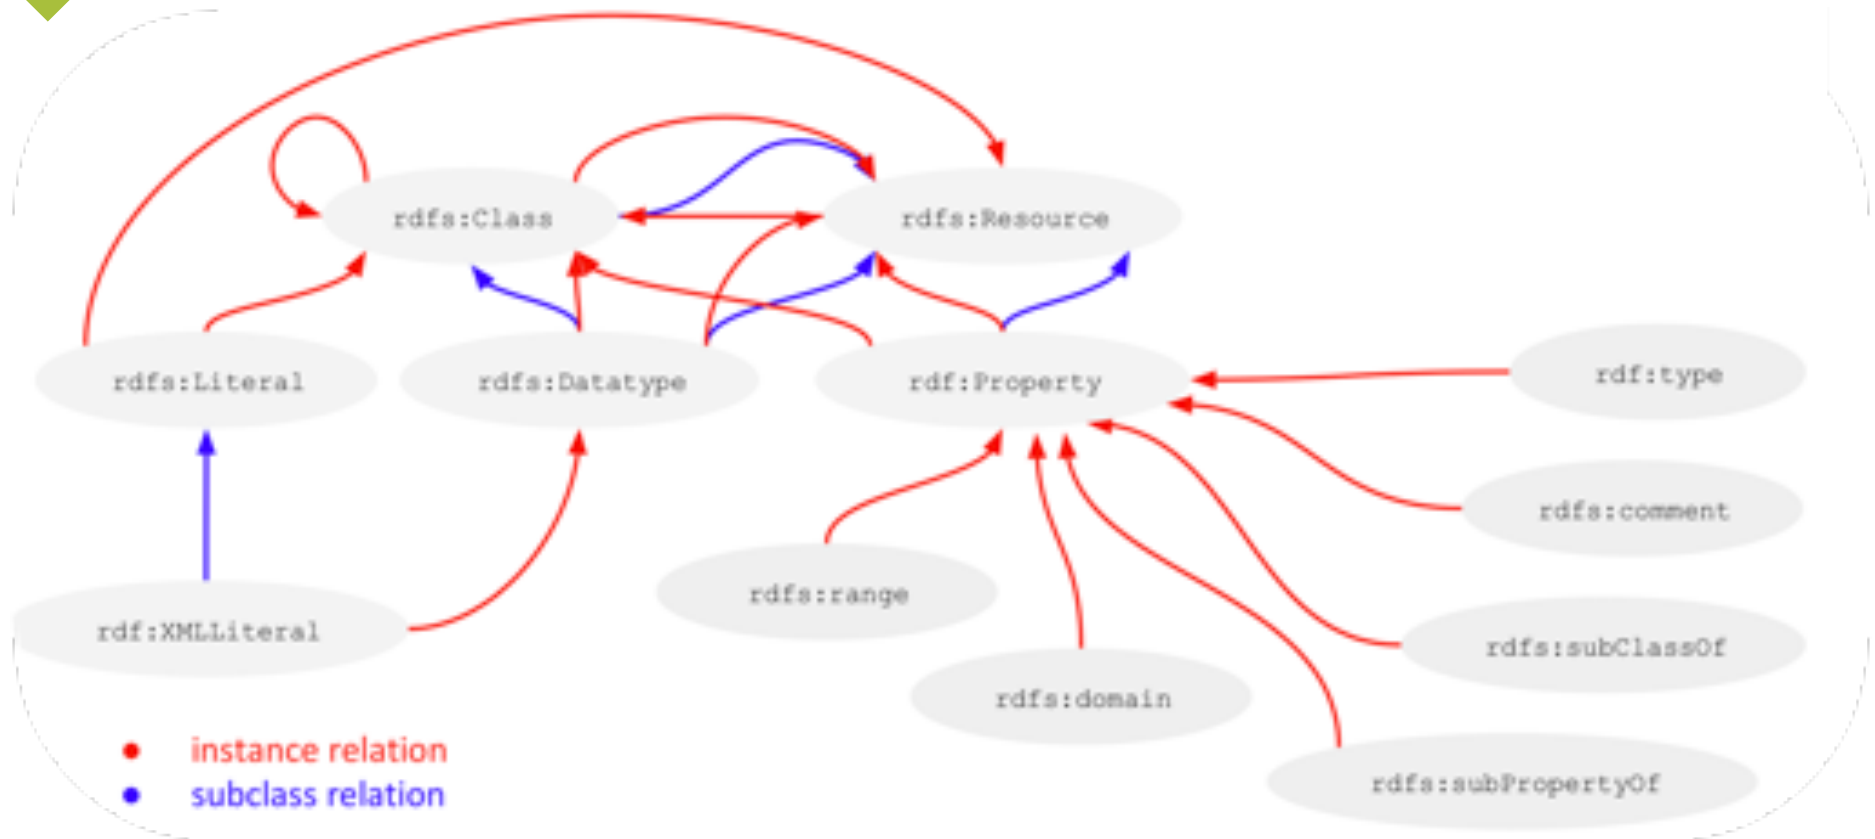 rdfs:Class
rdfs:Resource
rdfs:Literal
rdfs:Datatype
rdf:Property
rdf:type
rdfs:comment
rdfs:range
rdf:XMLLiteral
rdfs:subClassOf
rdfs:domain
instance relation
rdfs:subPropertyOf
subclass relation